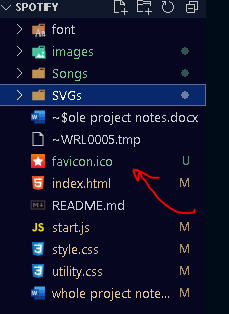 SPOTIFY
font
images
Songs
SVGs
~$ole project notes.docx
~WRL0005.tmp
favicon.ico U
index.html M
README.md
JS start.js M
style.css M
utility.css M
whole project note... M